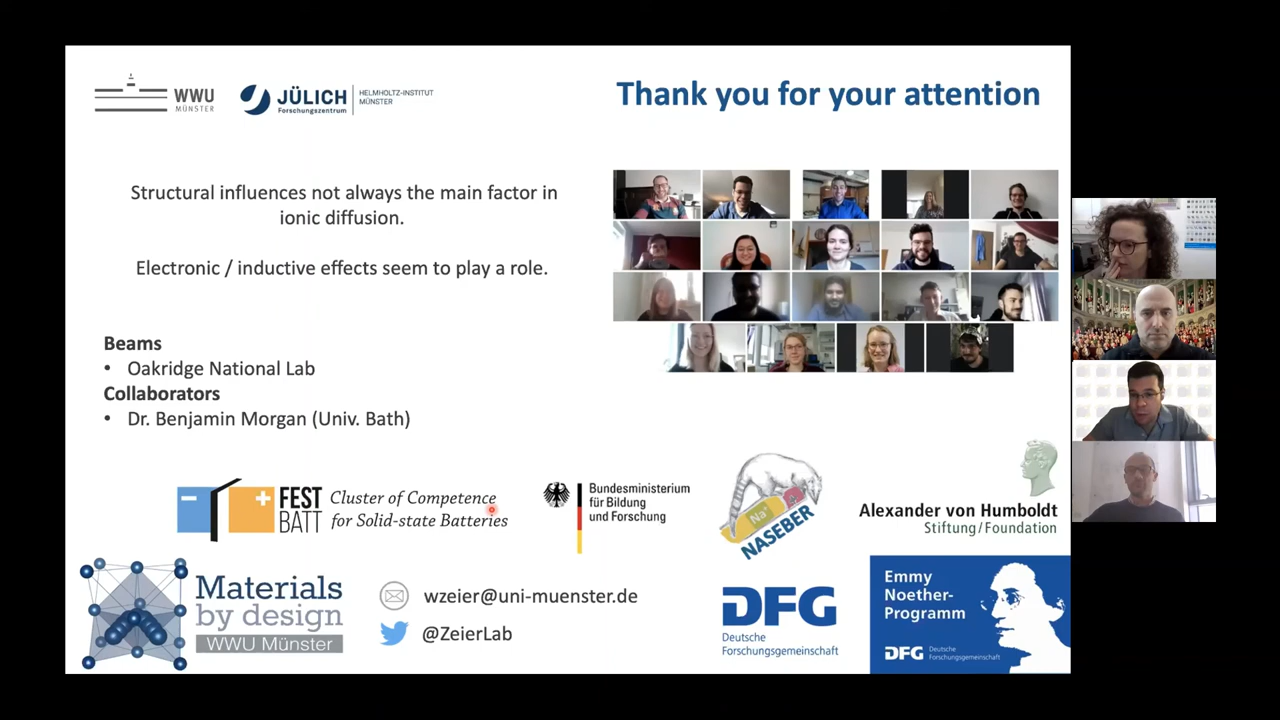 WWU
MÜNSTER
JÜLICH
Forschungszentrum
HELMHOLTZ-INSTITUT
MÜNSTER
Thank you for your attention
Structural influences not always the main factor in
ionic diffusion.
Electronic / inductive effects seem to play a role.
Beams
• Oakridge National Lab
Collaborators
• Dr. Benjamin Morgan (Univ. Bath)
FEST
BATT
Cluster of Competence
for Solid-state Batteries
Bundesministerium
für Bildung
und Forschung
Na+
NASEBER
Alexander von Humboldt
Stiftung/Foundation
Materials
by design
WWU Münster
wzeier@uni-muenster.de
@ZeierLab
DFG
Deutsche
Forschungsgemeinschaft
Emmy
Noether-
Programm
DFG
Deutsche
Forschungsgemeinschaft